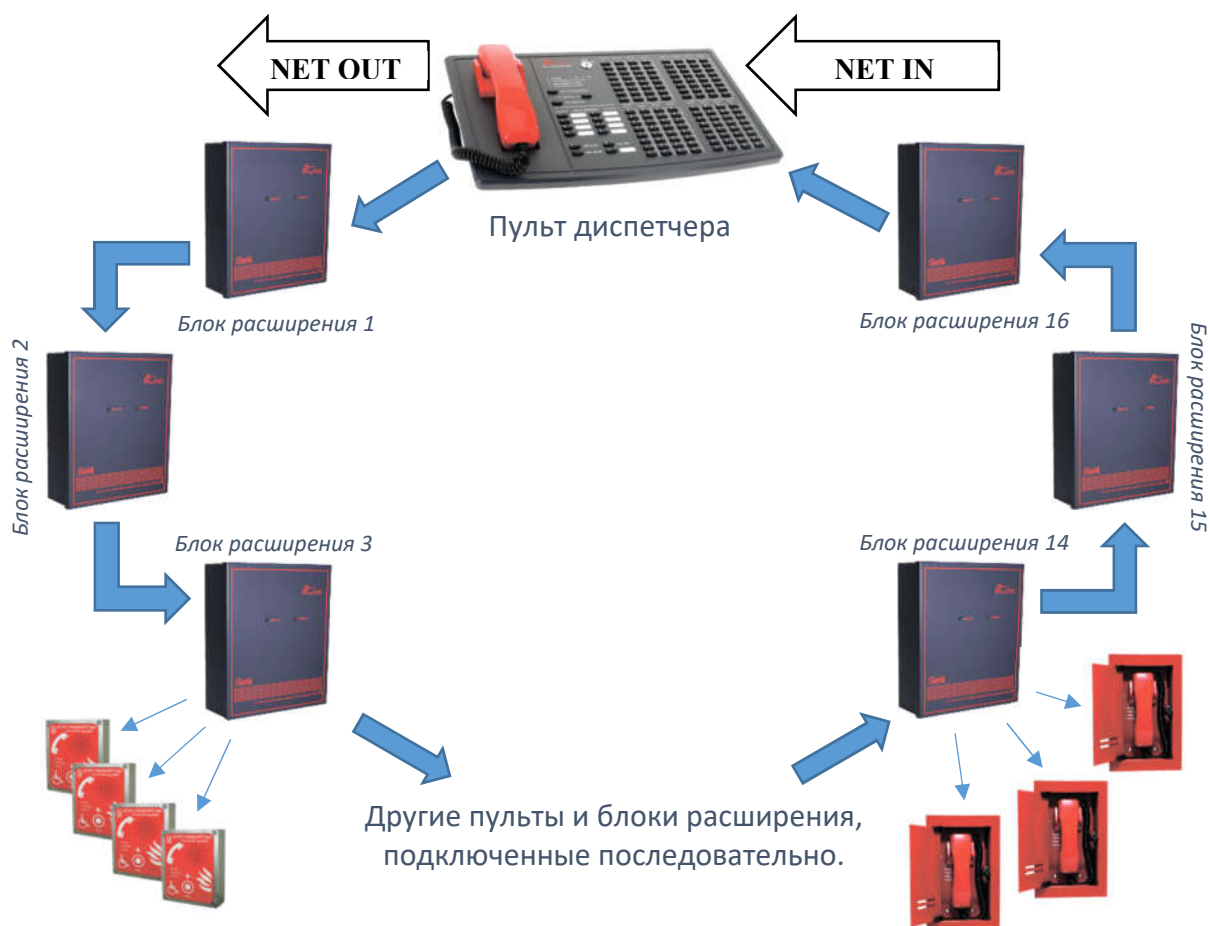 NET OUT
NET IN
Пульт диспетчера
Блок расширения 1
Блок расширения 16
Блок расширения 2
Блок расширения 15
Блок расширения 3
Блок расширения 14
Другие пульты и блоки расширения,
подключенные последовательно.